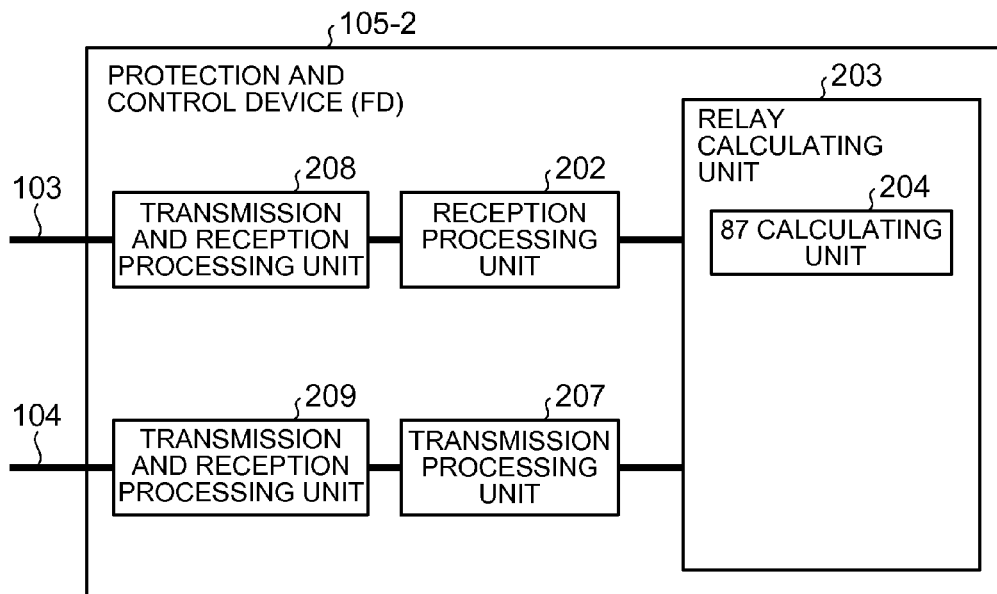 105-2
PROTECTION AND
CONTROL DEVICE (FD)
203
RELAY
CALCULATING
UNIT
103
208
202
204
TRANSMISSION
AND RECEPTION
PROCESSING UNIT
RECEPTION
PROCESSING
UNIT
87 CALCULATING
UNIT
104
209
207
TRANSMISSION
AND RECEPTION
PROCESSING UNIT
TRANSMISSION
PROCESSING
UNIT